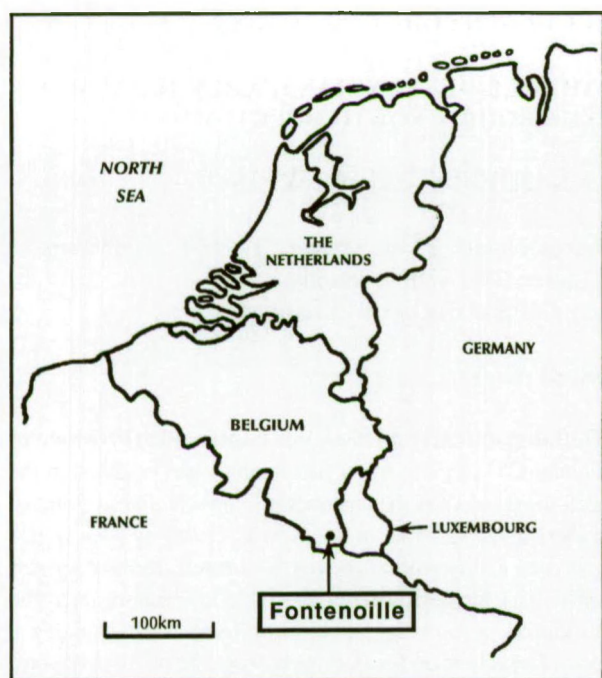 NORTH
SEA
THE
NETHERLANDS
GERMANY
BELGIUM
FRANCE
LUXEMBOURG
Fontenoille
100km